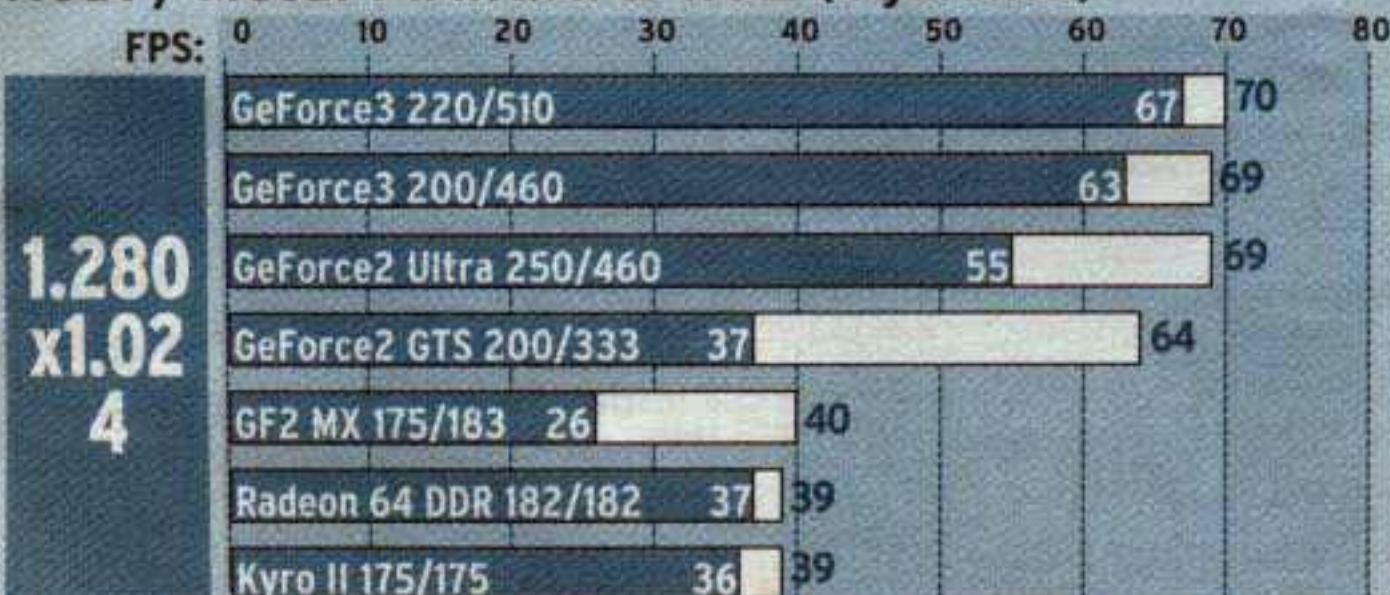 FPS: 0 10 20 30 40 50 60 70 80
GeForce3 220/510 67 70
GeForce3 200/460 63 69
GeForce2 Ultra 250/460 55 69
GeForce2 GTS 200/333 37 64
GF2 MX 175/183 26 40
Radeon 64 DDR 182/182 37 39
Kyro II 175/175 36 39
1.280
x1.02
4